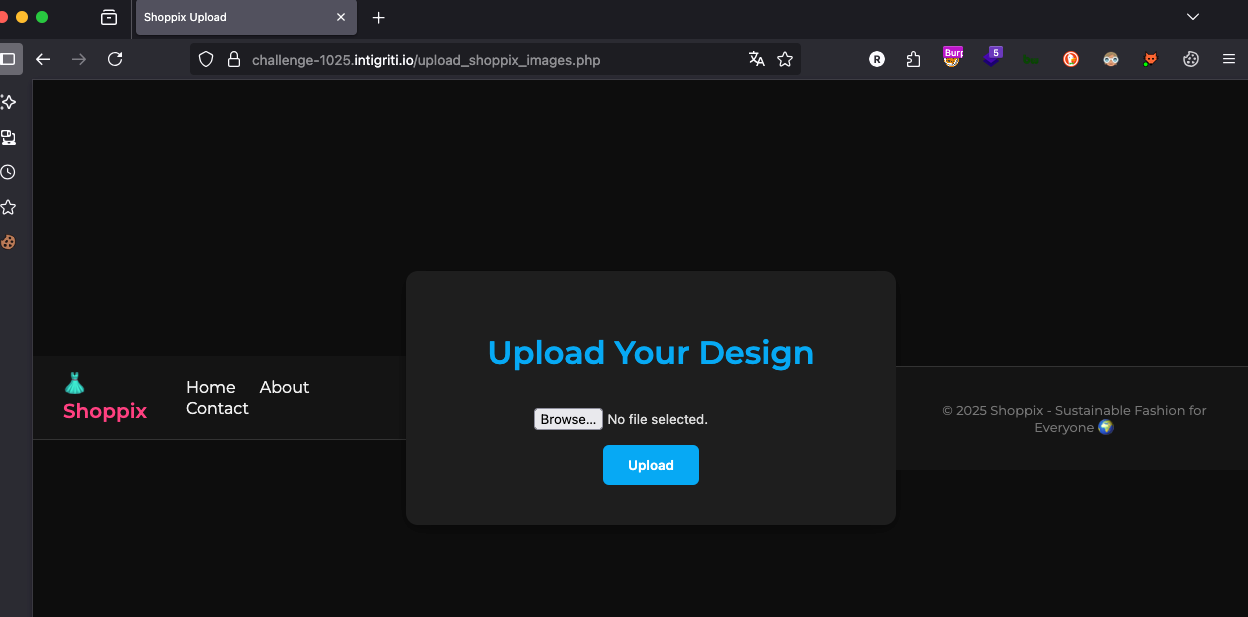 Shoppix Upload
challenge-1025.intigriti.io/upload_shoppix_images.php
R
Burp
5
Upload Your Design
Browse... No file selected.
Upload
Shoppix
Home About
Contact
© 2025 Shoppix - Sustainable Fashion for
Everyone